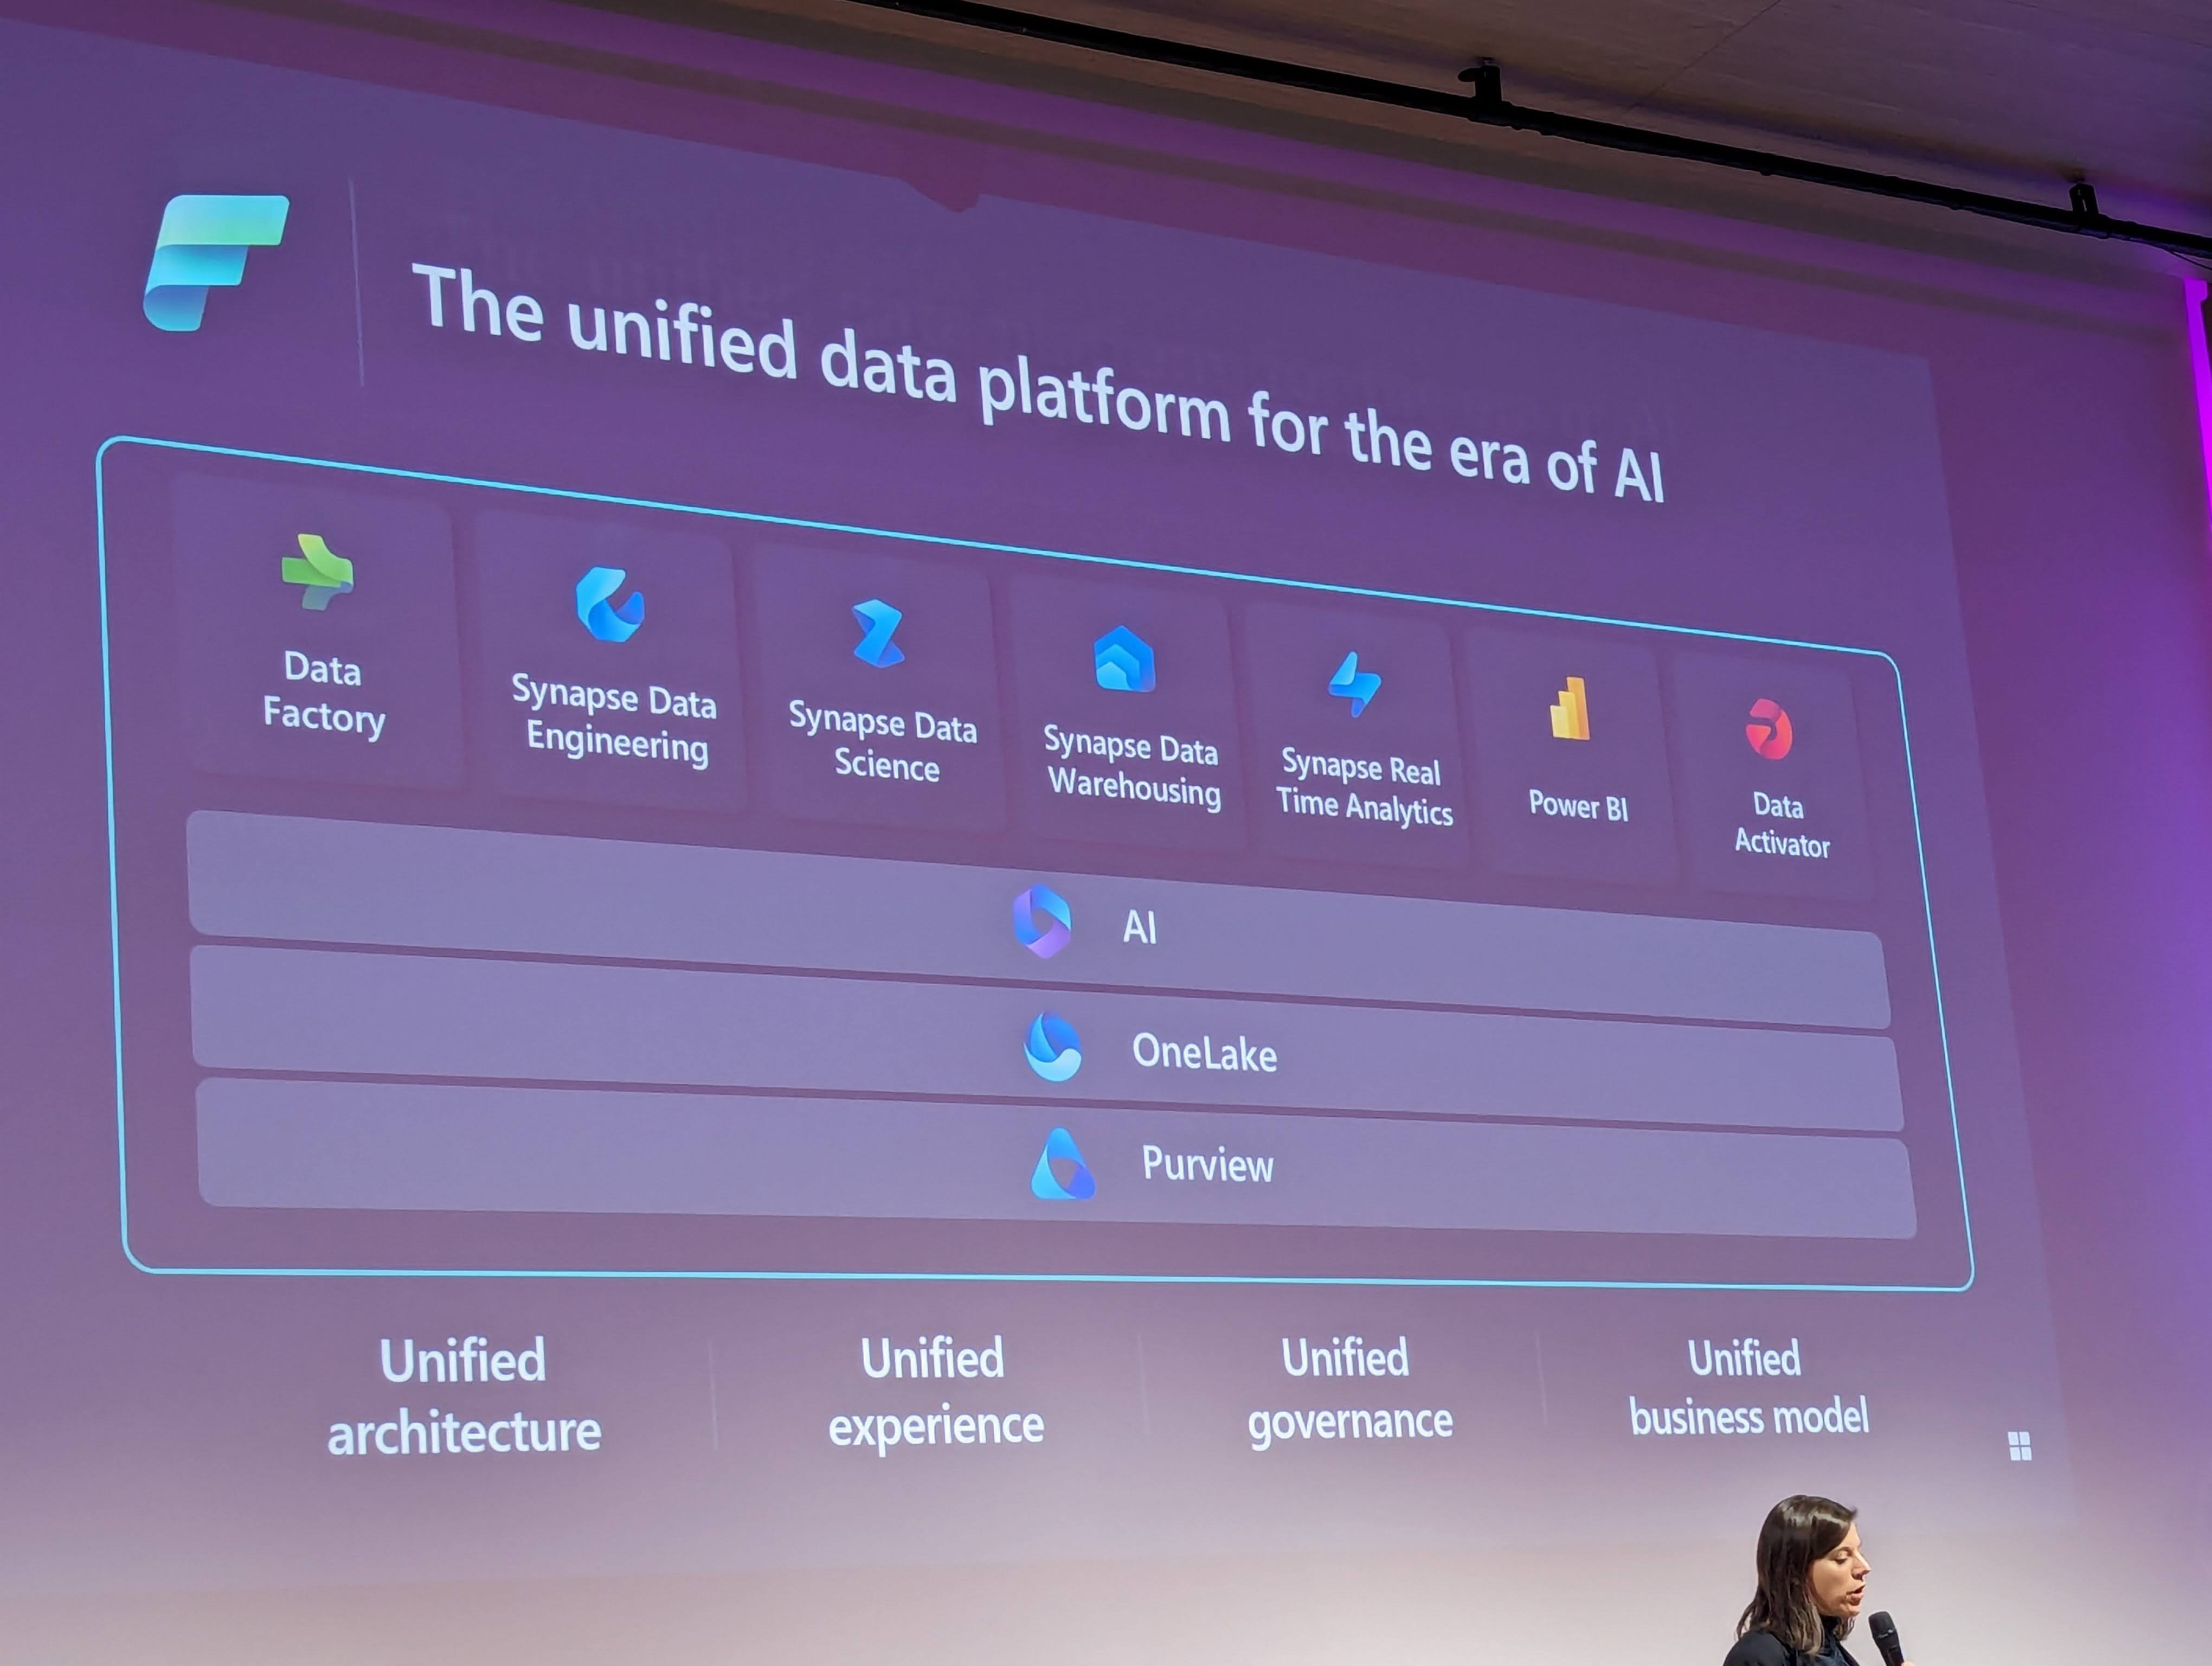 The unified data platform for the era of AI
Data
Factory
Synapse Data
Engineering
Synapse Data
Science
Synapse Data
Warehousing
Synapse Real
Time Analytics
Power BI
Data
Activator
AI
OneLake
Purview
Unified
architecture
Unified
experience
Unified
governance
Unified
business model